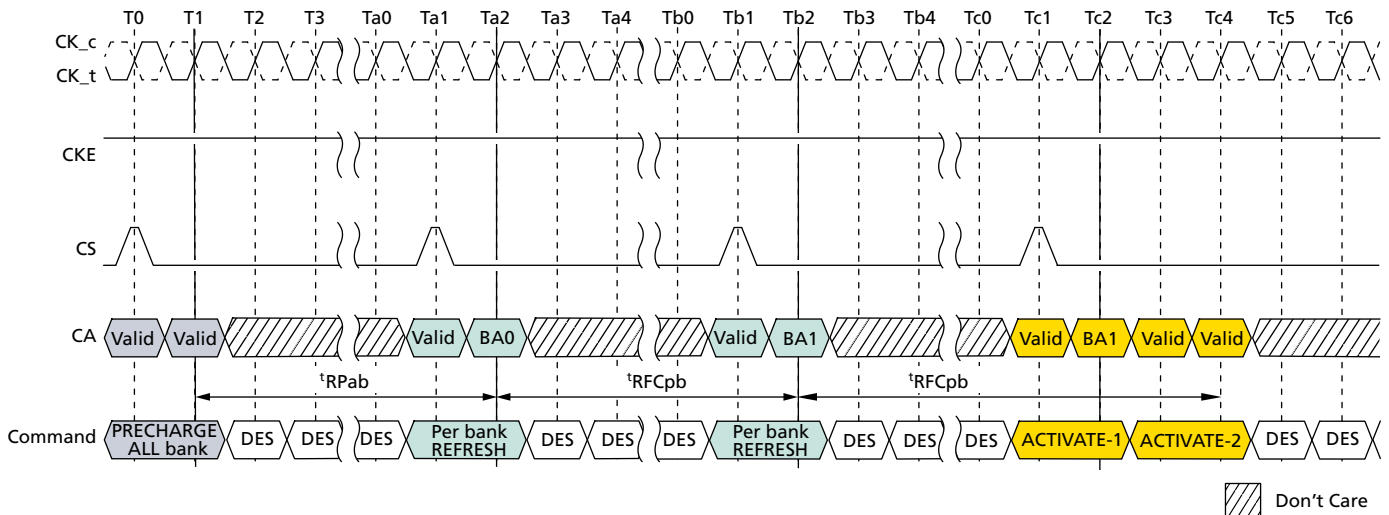 T0 T1 T2 T3 Ta0 Ta1 Ta2 Ta3 Ta4 Tb0 Tb1 Tb2 Tb3 Tb4 Tc0 Tc1 Tc2 Tc3 Tc4 Tc5 Tc6
CK_c
CK_t
CKE
CS
CA Valid Valid Valid BA0 Valid BA1 Valid BA1 Valid Valid
tRPab tRFCpb tRFCpb
Command PRECHARGE ALL bank DES DES DES Per bank REFRESH DES DES DES Per bank REFRESH DES DES DES ACTIVATE-1 ACTIVATE-2 DES DES
Don't Care